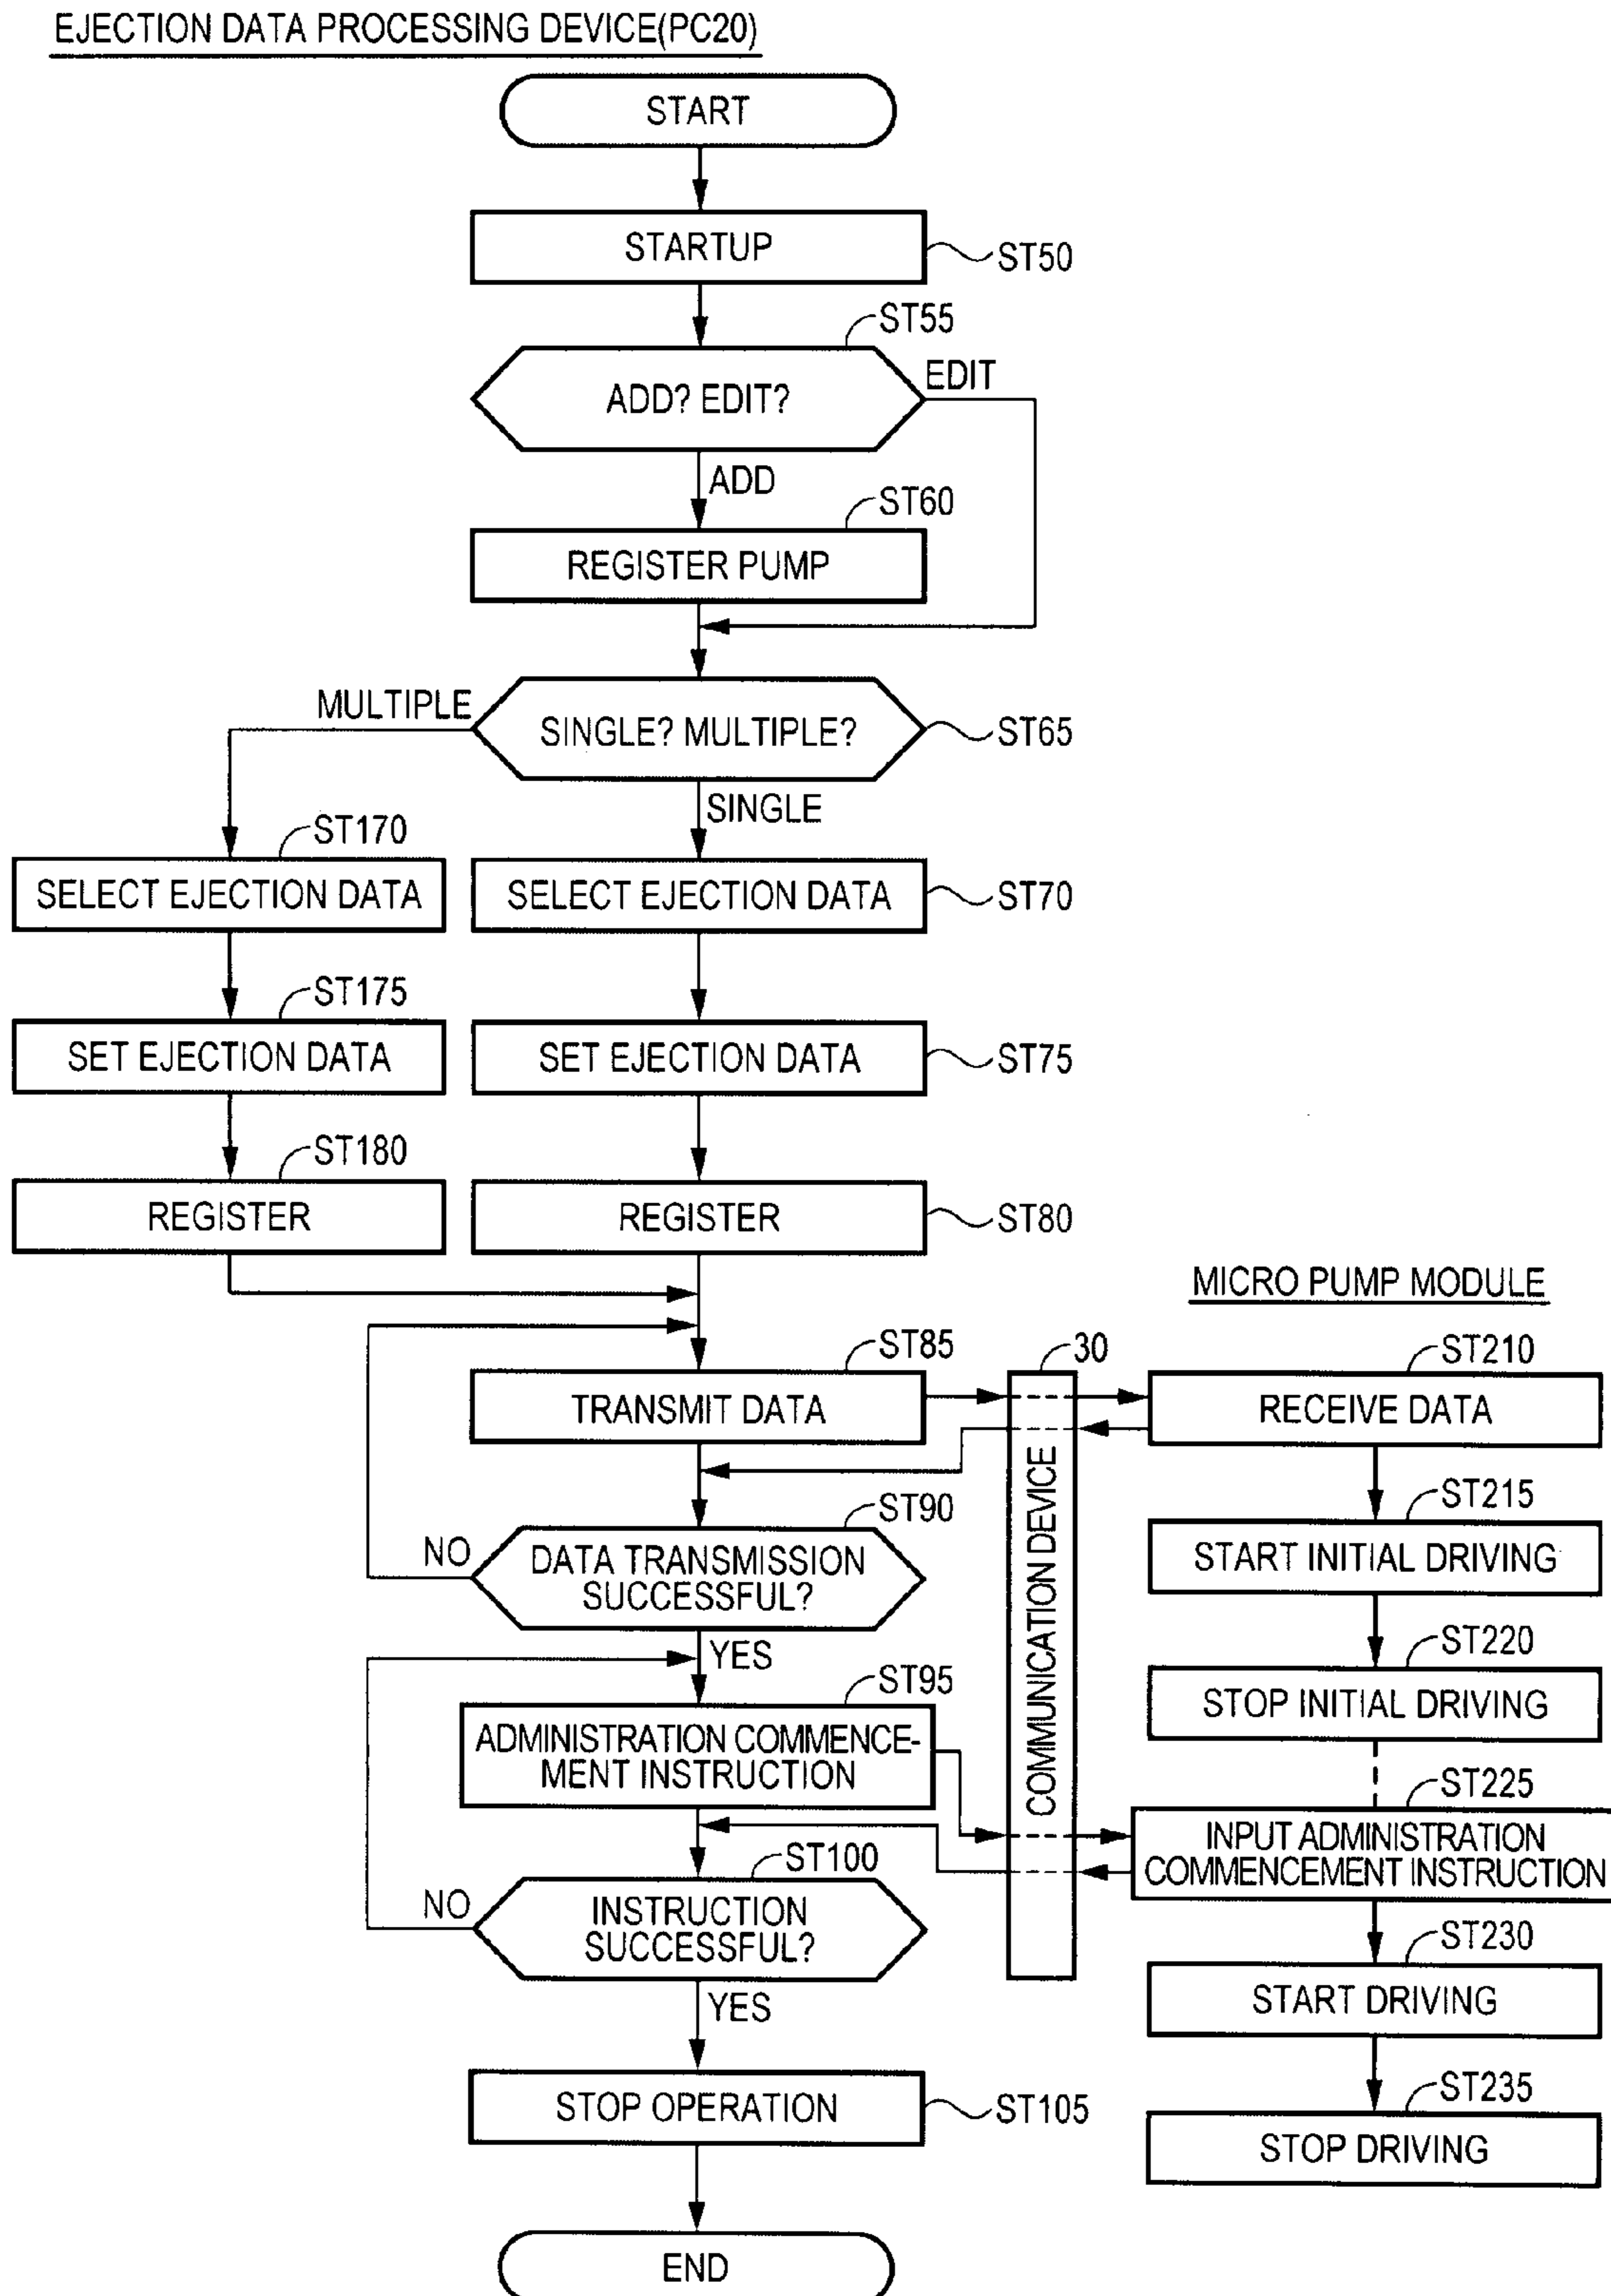 EJECTION DATA PROCESSING DEVICE(PC20)
START
STARTUP
ST50
ST55
ADD? EDIT?
EDIT
ADD
ST60
REGISTER PUMP
MULTIPLE
SINGLE? MULTIPLE?
ST65
SINGLE
ST170
SELECT EJECTION DATA
SELECT EJECTION DATA
ST70
ST175
SET EJECTION DATA
SET EJECTION DATA
ST75
ST180
REGISTER
REGISTER
ST80
MICRO PUMP MODULE
ST85
30
ST210
TRANSMIT DATA
RECEIVE DATA
COMMUNICATION DEVICE
ST90
ST215
NO
DATA TRANSMISSION
SUCCESSFUL?
START INITIAL DRIVING
YES
ST220
ST95
STOP INITIAL DRIVING
ADMINISTRATION COMMENCE-
MENT INSTRUCTION
ST225
INPUT ADMINISTRATION
COMMENCEMENT INSTRUCTION
ST100
NO
INSTRUCTION
SUCCESSFUL?
ST230
YES
START DRIVING
ST235
STOP OPERATION
ST105
STOP DRIVING
END